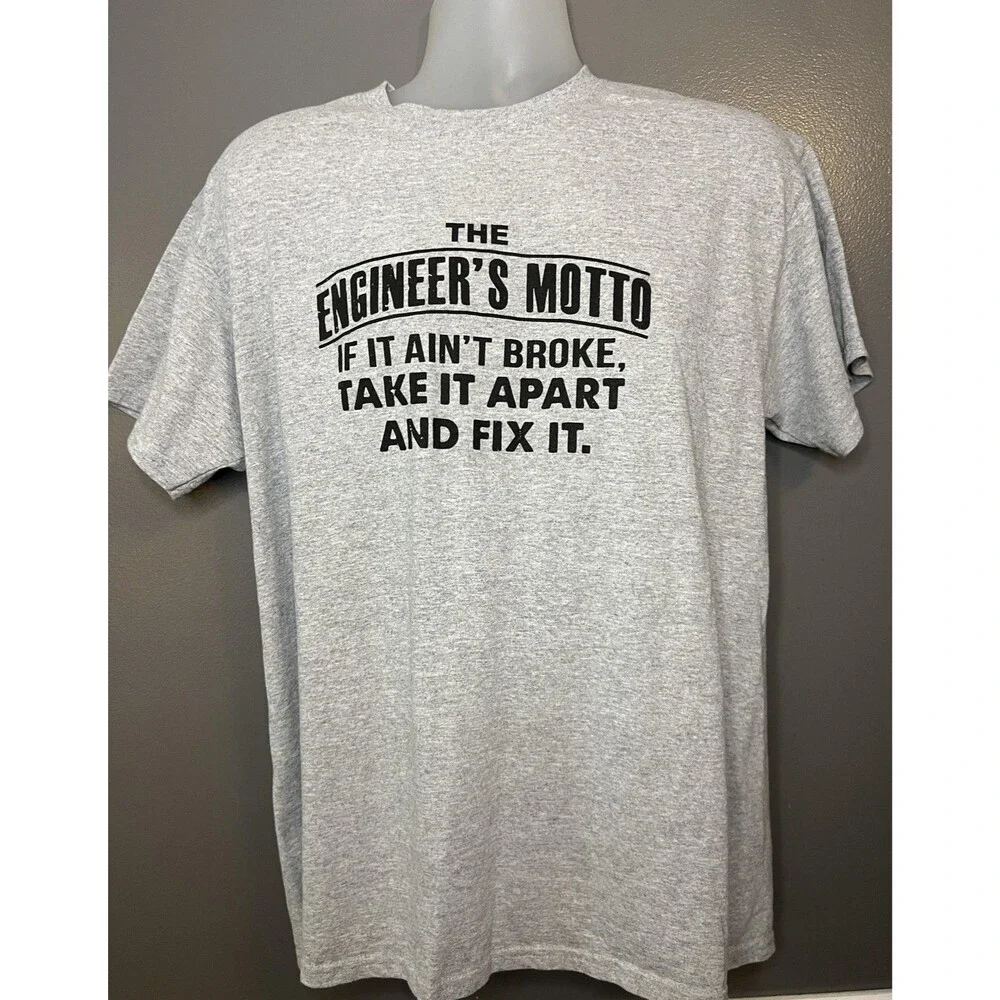 THE
ENGINEER'S MOTTO
IF IT AIN'T BROKE,
TAKE IT APART
AND FIX IT.